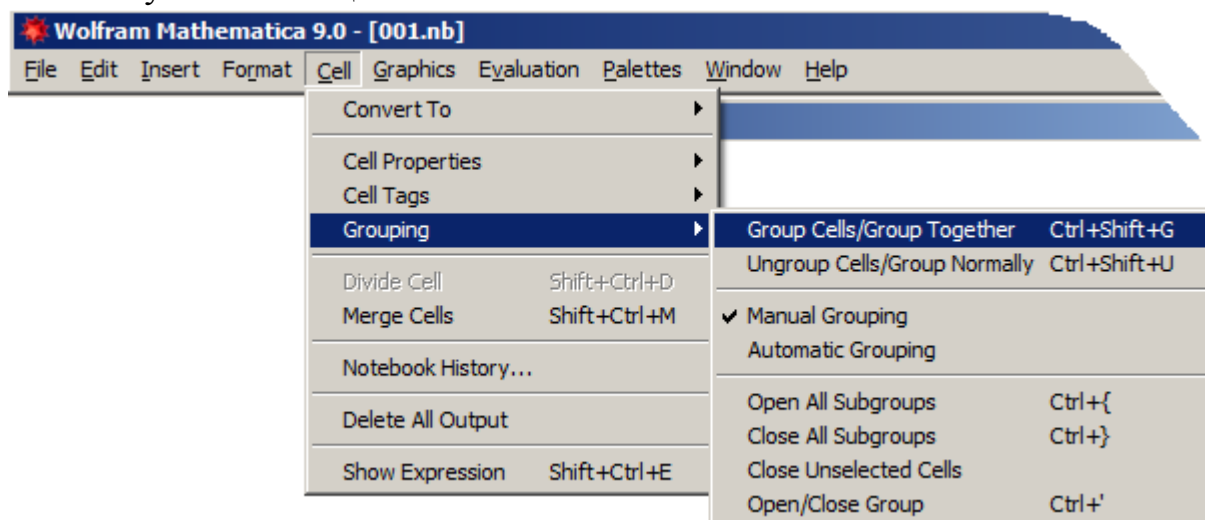 Wolfram Mathematica 9.0 - [001.nb]
File Edit Insert Format Cell Graphics Evaluation Palettes Window Help
Convert To
Cell Properties
Cell Tags
Grouping
Divide Cell Shift+Ctrl+D
Merge Cells Shift+Ctrl+M
Notebook History...
Delete All Output
Show Expression Shift+Ctrl+E
Group Cells/Group Together Ctrl+Shift+G
Ungroup Cells/Group Normally Ctrl+Shift+U
Manual Grouping
Automatic Grouping
Open All Subgroups Ctrl+{
Close All Subgroups Ctrl+}
Close Unselected Cells
Open/Close Group Ctrl+'